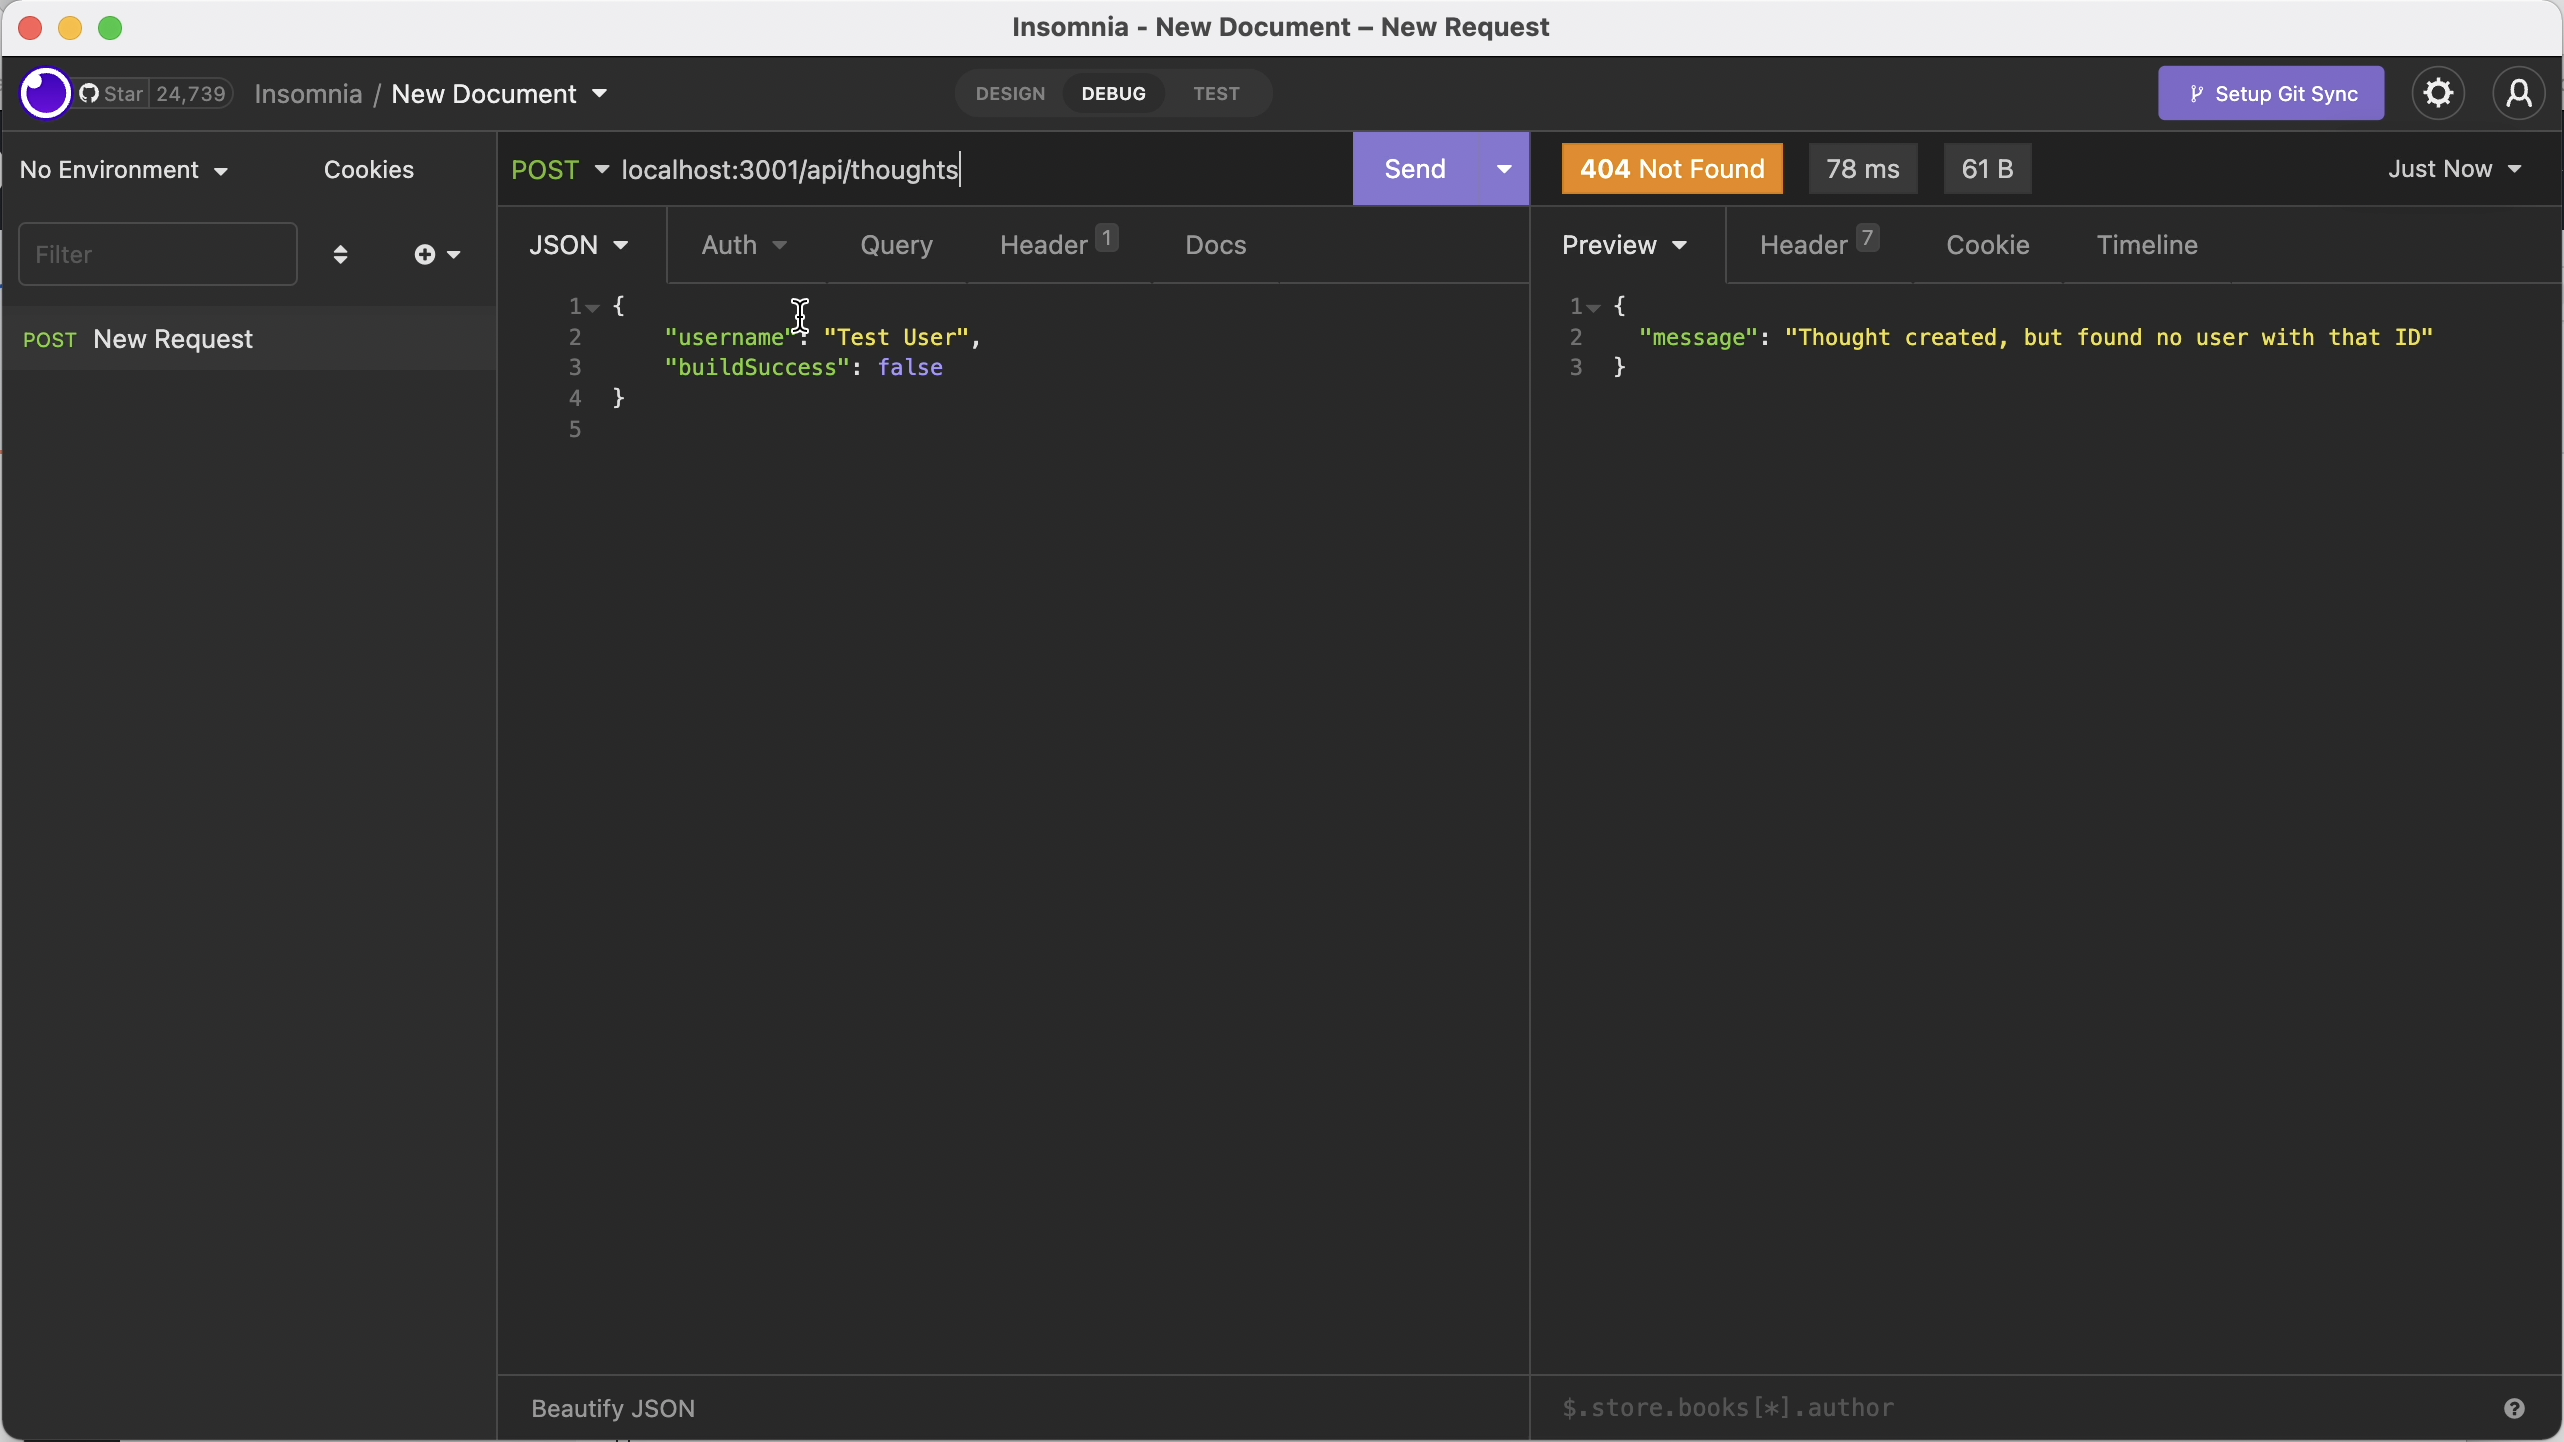 Insomnia - New Document – New Request
Star 24,739 Insomnia / New Document DESIGN DEBUG TEST Setup Git Sync
No Environment Cookies
Filter
POST New Request
POST localhost:3001/api/thoughts Send
JSON Auth Query Header 1 Docs
1 {
2 "username": "Test User",
3 "buildSuccess": false
4 }
5
Beautify JSON
404 Not Found 78 ms 61 B Just Now
Preview Header 7 Cookie Timeline
1 {
2 "message": "Thought created, but found no user with that ID"
3 }
$.store.books[*].author ?